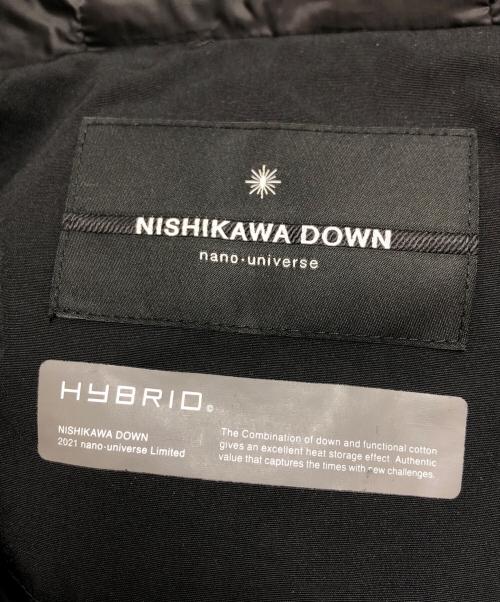 NISHIKAWA DOWN
nano·universe
HYBRID©
NISHIKAWA DOWN
2021 nano·universe Limited
The Combination of down and functional cotton
gives an excellent heat storage effect. Authentic
value that captures the times with new challenges.